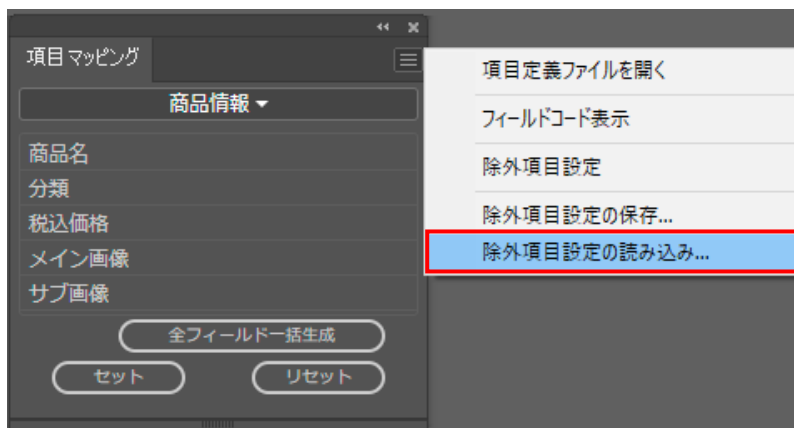 項目マッピング
商品情報
商品名
分類
税込価格
メイン画像
サブ画像
全フィールド一括生成
セット リセット
項目定義ファイルを開く
フィールドコード表示
除外項目設定
除外項目設定の保存...
除外項目設定の読み込み...